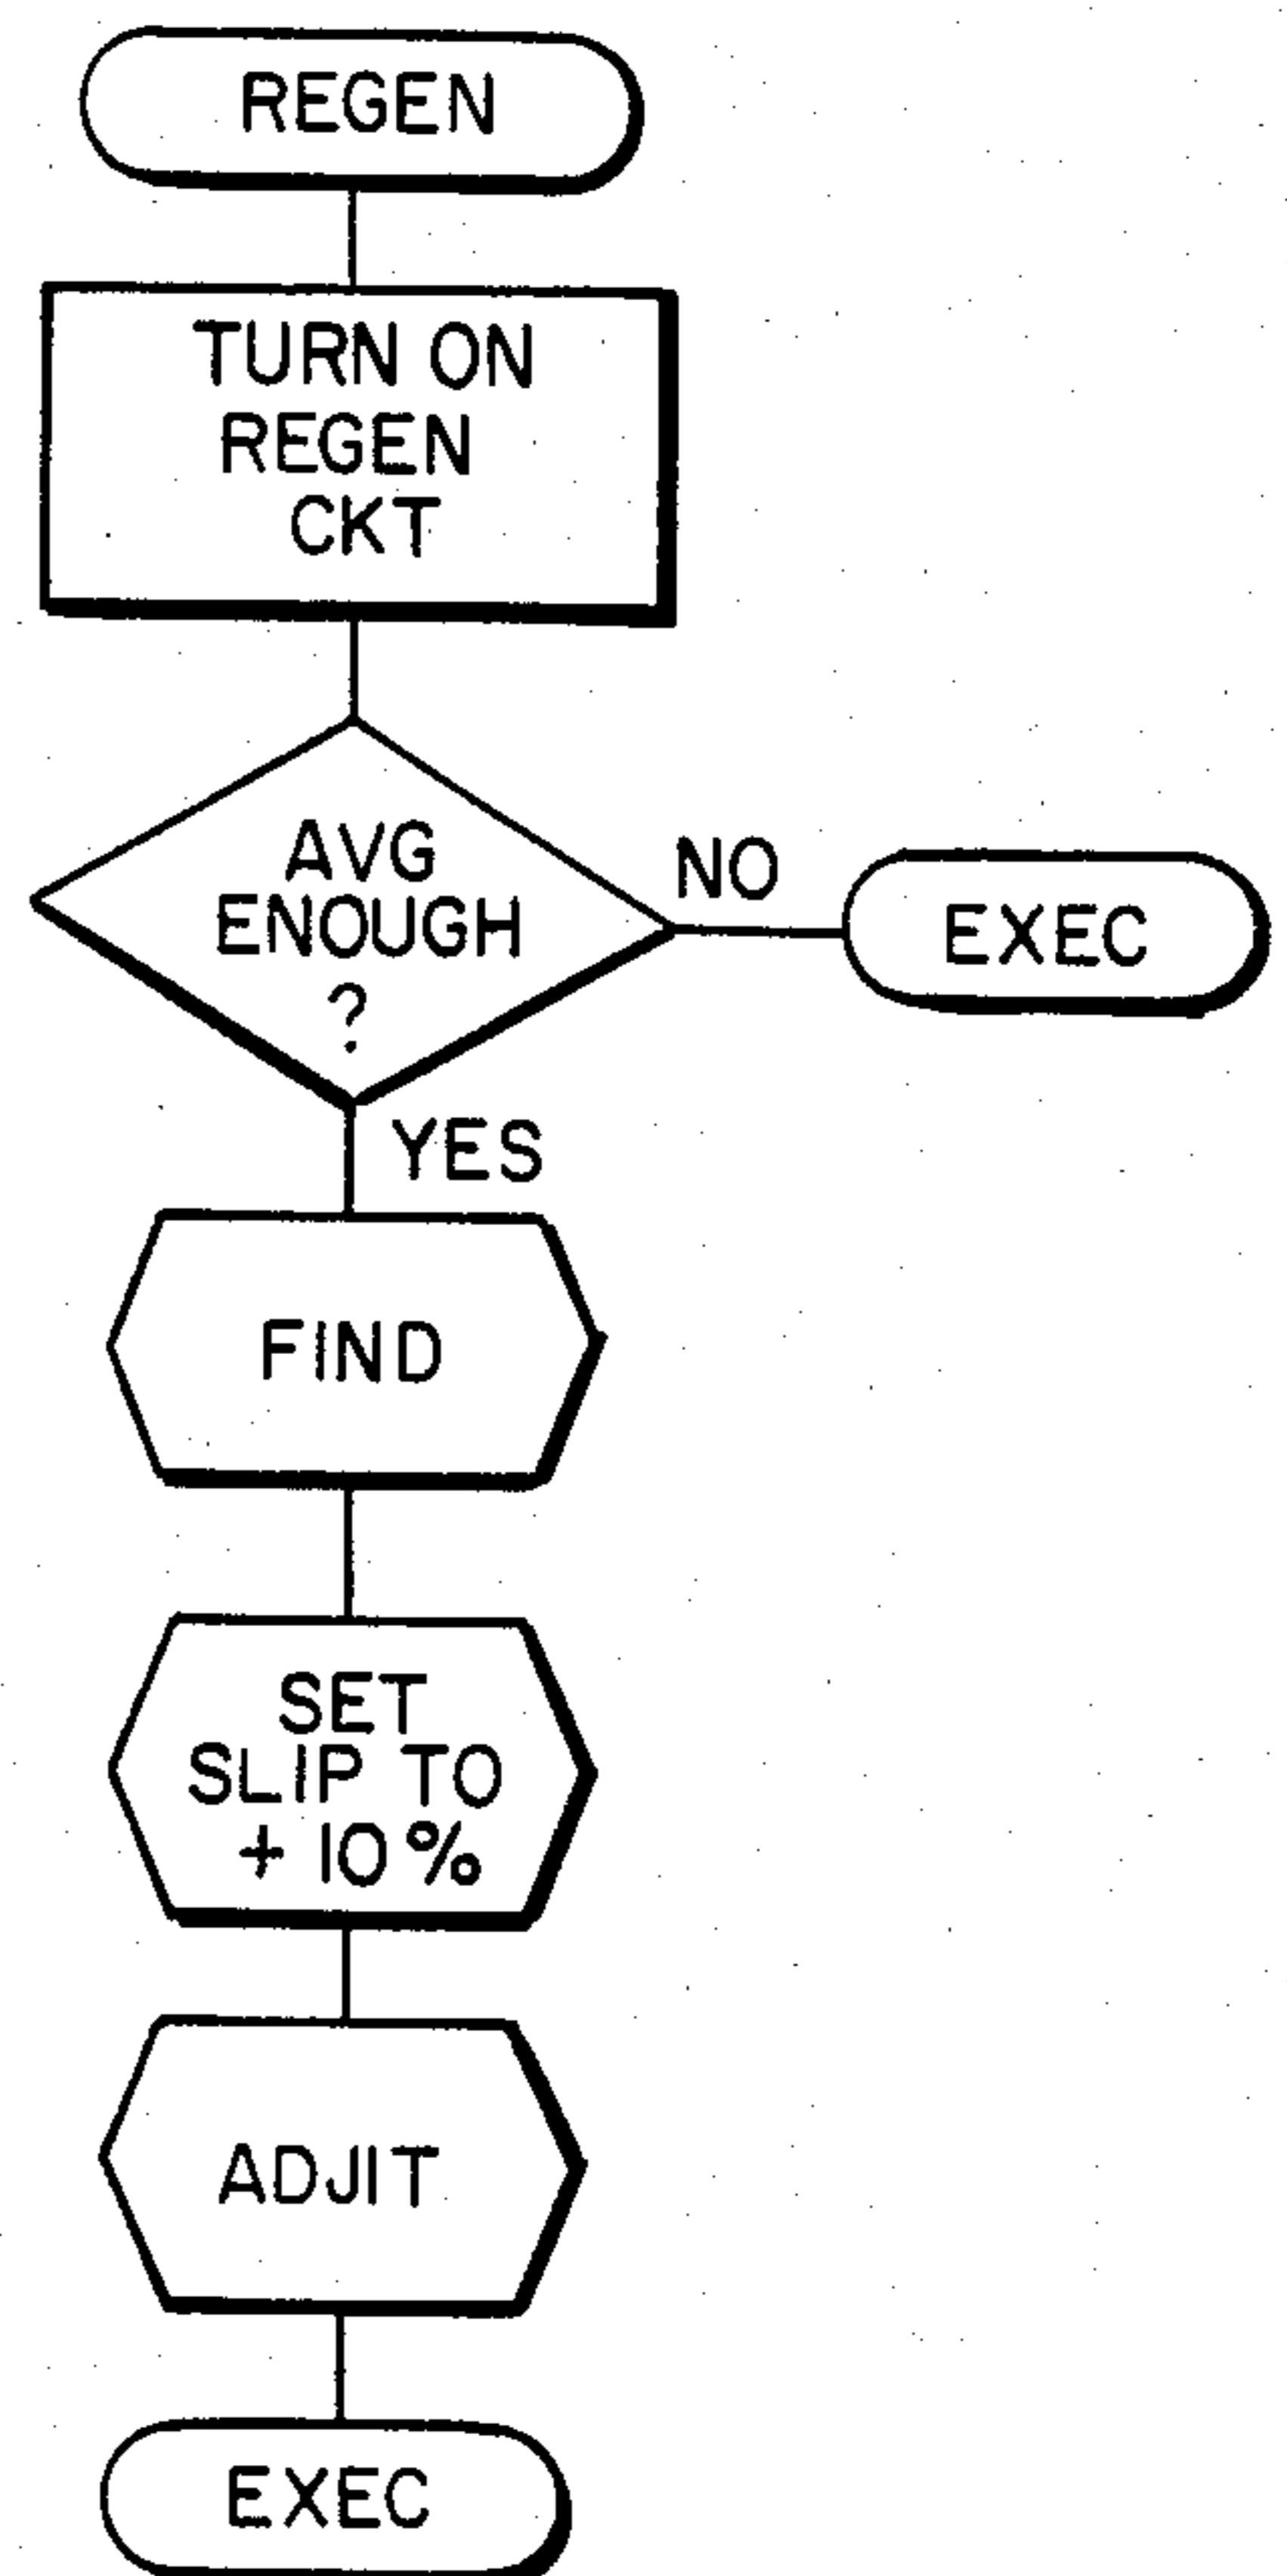 REGEN
TURN ON
REGEN
CKT
AVG
ENOUGH
?
NO
EXEC
YES
FIND
SET
SLIP TO
+ 10%
ADJIT
EXEC